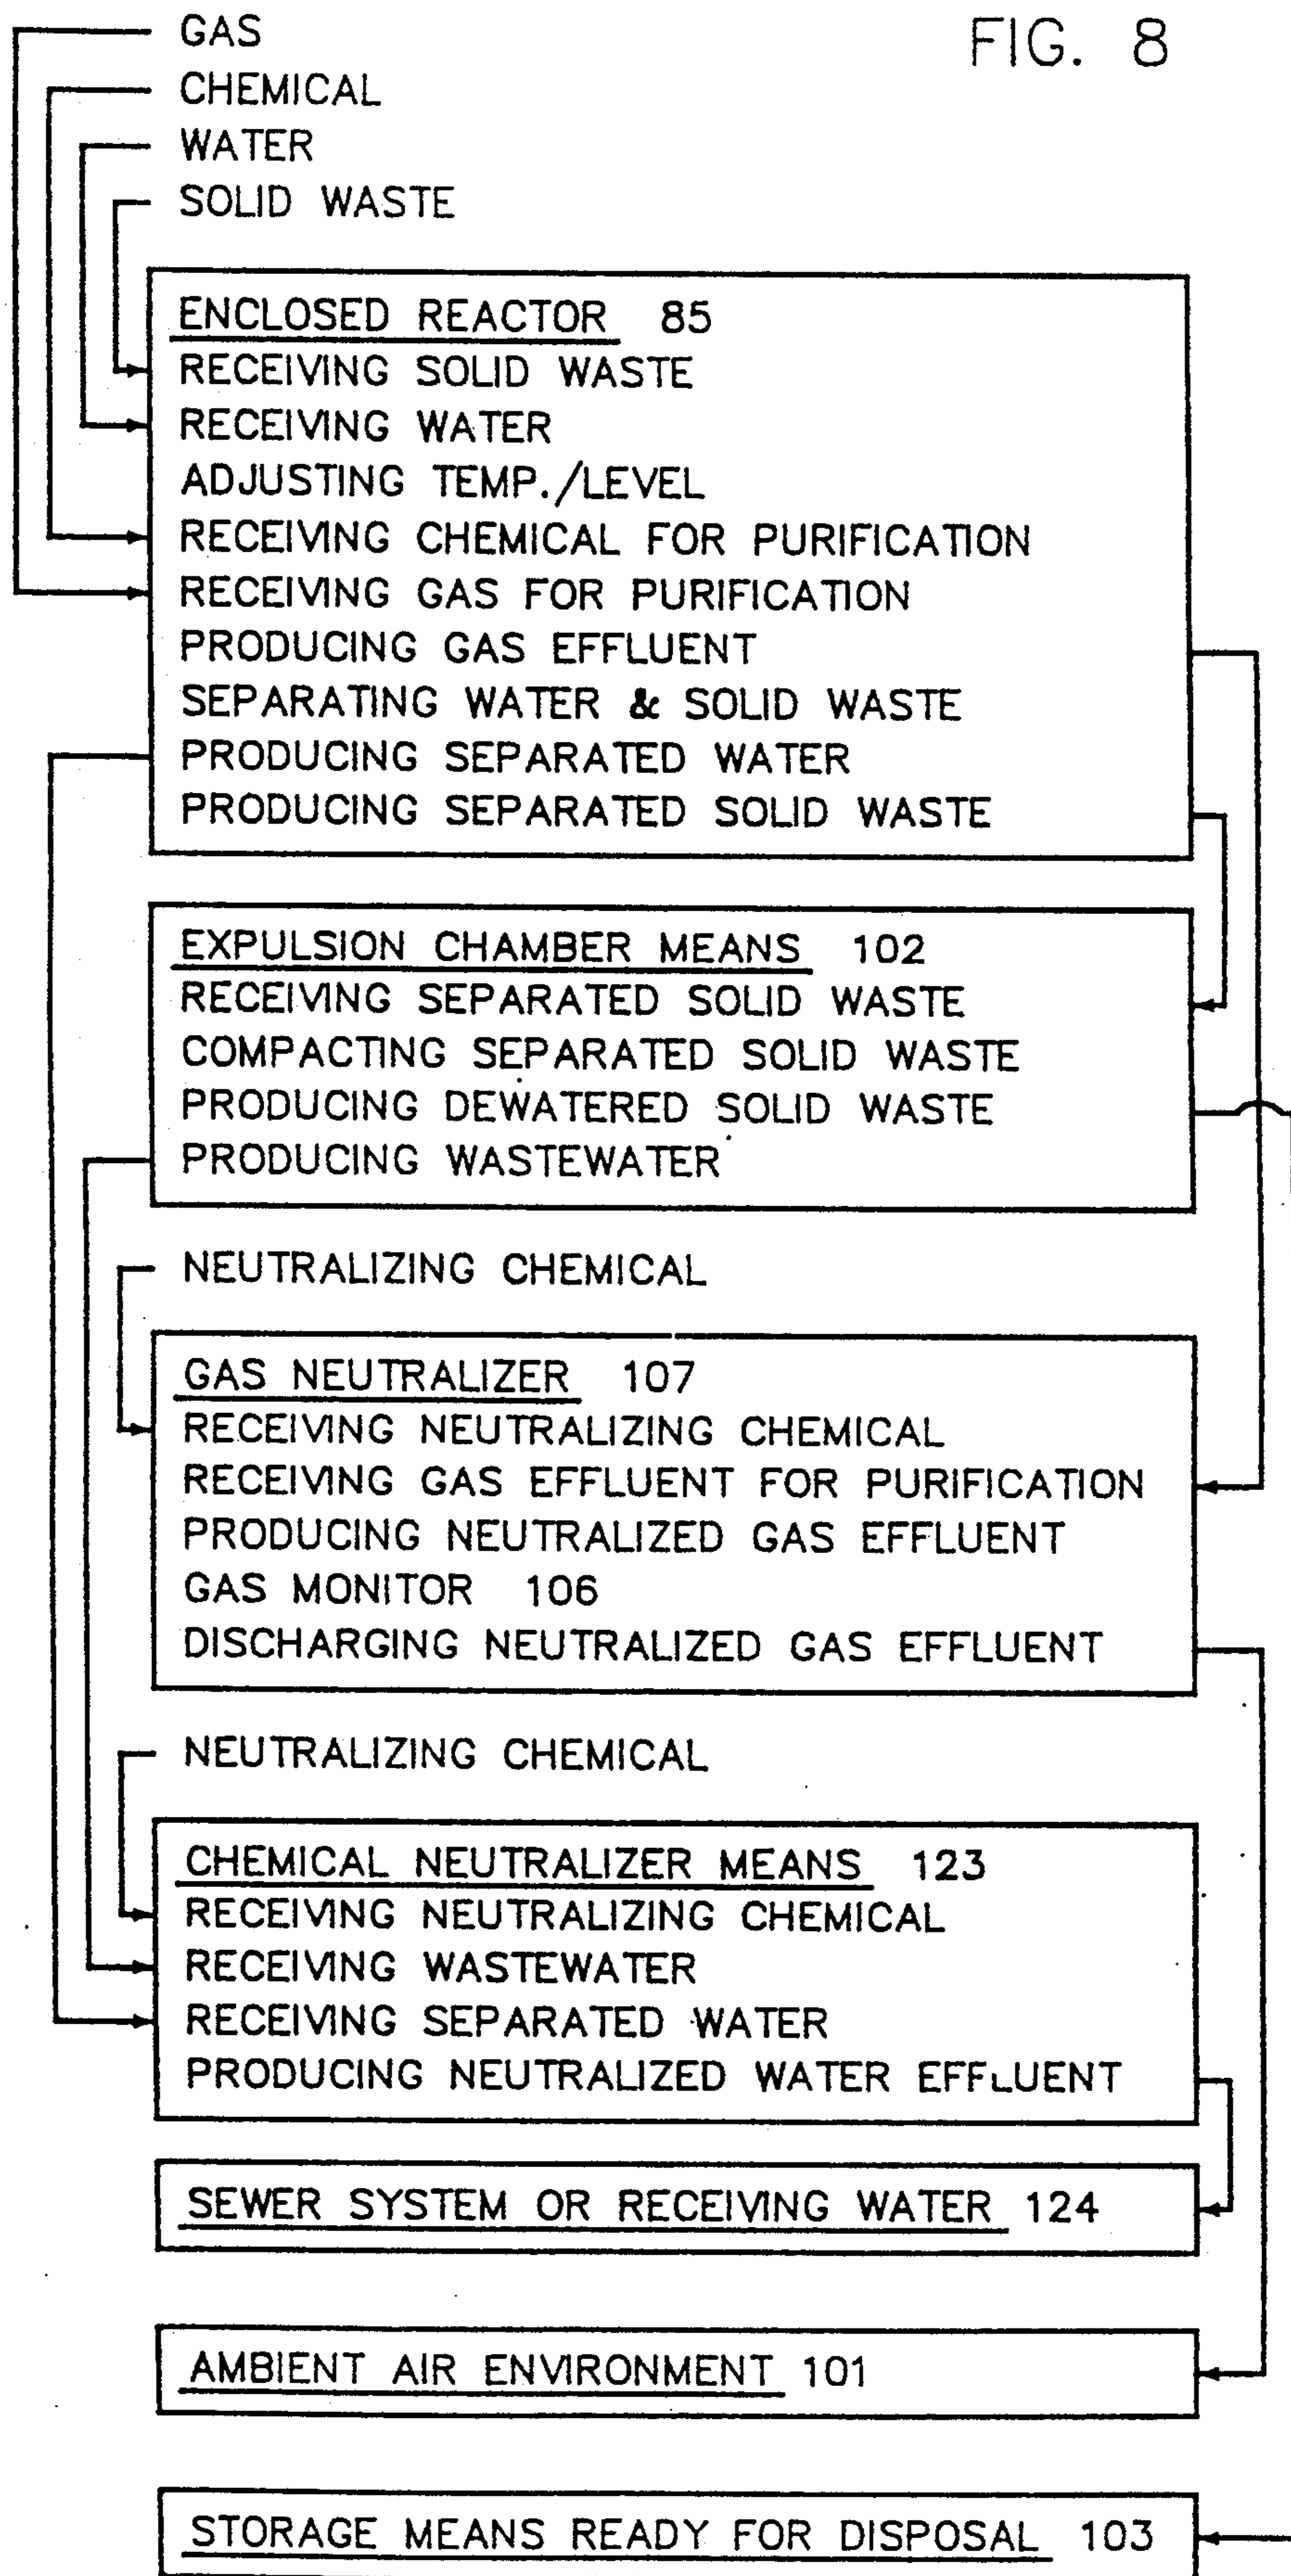 GAS
FIG. 8
CHEMICAL
WATER
SOLID WASTE
ENCLOSED REACTOR 85
RECEIVING SOLID WASTE
RECEIVING WATER
ADJUSTING TEMP./LEVEL
RECEIVING CHEMICAL FOR PURIFICATION
RECEIVING GAS FOR PURIFICATION
PRODUCING GAS EFFLUENT
SEPARATING WATER & SOLID WASTE
PRODUCING SEPARATED WATER
PRODUCING SEPARATED SOLID WASTE
EXPULSION CHAMBER MEANS 102
RECEIVING SEPARATED SOLID WASTE
COMPACTING SEPARATED SOLID WASTE
PRODUCING DEWATERED SOLID WASTE
PRODUCING WASTEWATER
NEUTRALIZING CHEMICAL
GAS NEUTRALIZER 107
RECEIVING NEUTRALIZING CHEMICAL
RECEIVING GAS EFFLUENT FOR PURIFICATION
PRODUCING NEUTRALIZED GAS EFFLUENT
GAS MONITOR 106
DISCHARGING NEUTRALIZED GAS EFFLUENT
NEUTRALIZING CHEMICAL
CHEMICAL NEUTRALIZER MEANS 123
RECEIVING NEUTRALIZING CHEMICAL
RECEIVING WASTEWATER
RECEIVING SEPARATED WATER
PRODUCING NEUTRALIZED WATER EFFLUENT
SEWER SYSTEM OR RECEIVING WATER 124
AMBIENT AIR ENVIRONMENT 101
STORAGE MEANS READY FOR DISPOSAL 103